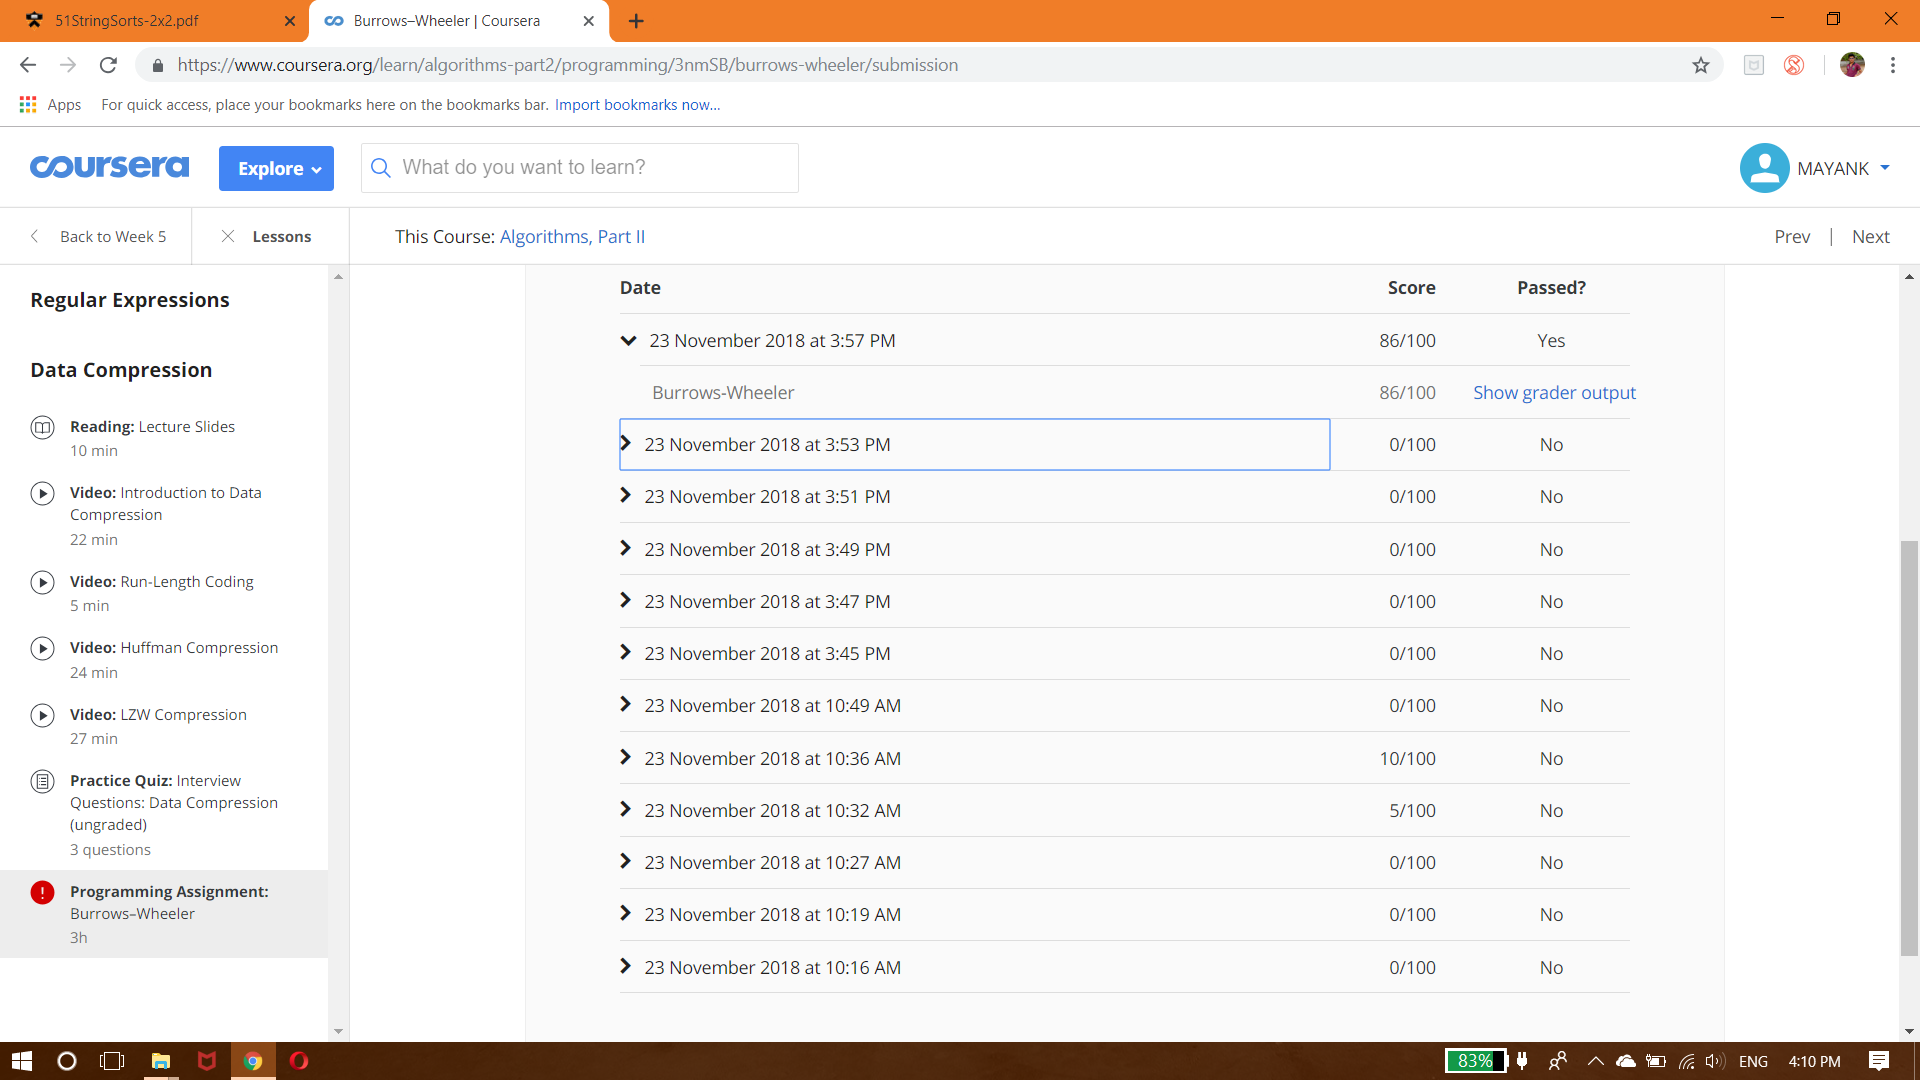 51StringSorts-2x2.pdf
Burrows–Wheeler | Coursera
https://www.coursera.org/learn/algorithms-part2/programming/3nmSB/burrows-wheeler/submission
Apps For quick access, place your bookmarks here on the bookmarks bar. Import bookmarks now...
coursera
Explore
What do you want to learn?
MAYANK
Back to Week 5
Lessons
This Course: Algorithms, Part II
Prev | Next
Regular Expressions
Data Compression
Reading: Lecture Slides
10 min
Video: Introduction to Data
Compression
22 min
Video: Run-Length Coding
5 min
Video: Huffman Compression
24 min
Video: LZW Compression
27 min
Practice Quiz: Interview
Questions: Data Compression
(ungraded)
3 questions
Programming Assignment:
Burrows–Wheeler
3h
Date Score Passed?
23 November 2018 at 3:57 PM 86/100 Yes
Burrows-Wheeler 86/100 Show grader output
23 November 2018 at 3:53 PM 0/100 No
23 November 2018 at 3:51 PM 0/100 No
23 November 2018 at 3:49 PM 0/100 No
23 November 2018 at 3:47 PM 0/100 No
23 November 2018 at 3:45 PM 0/100 No
23 November 2018 at 10:49 AM 0/100 No
23 November 2018 at 10:36 AM 10/100 No
23 November 2018 at 10:32 AM 5/100 No
23 November 2018 at 10:27 AM 0/100 No
23 November 2018 at 10:19 AM 0/100 No
23 November 2018 at 10:16 AM 0/100 No
83% ENG 4:10 PM